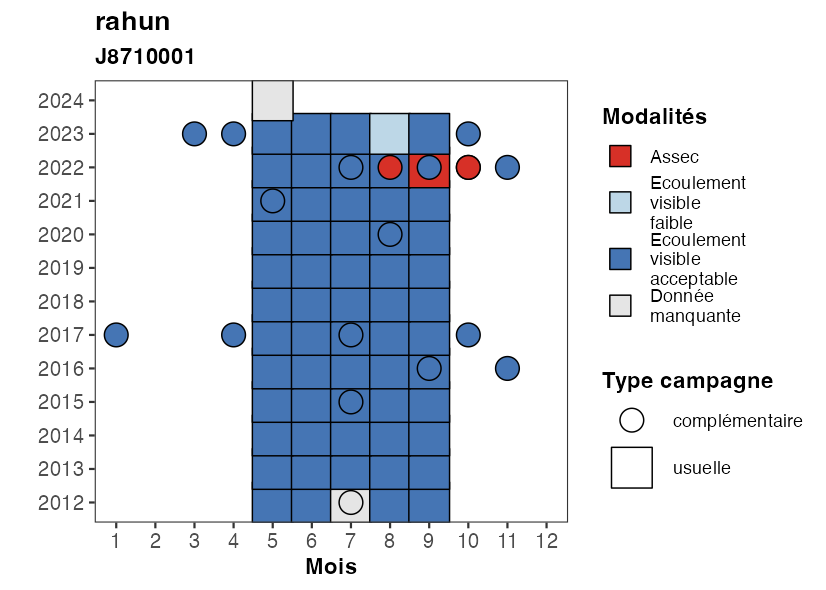 rahun
J8710001
2024
2023
2022
2021
2020
2019
2018
2017
2016
2015
2014
2013
2012
1 2 3 4 5 6 7 8 9 10 11 12
Mois
Modalités
Assec
Ecoulement
visible
faible
Ecoulement
visible
acceptable
Donnée
manquante
Type campagne
complémentaire
usuelle